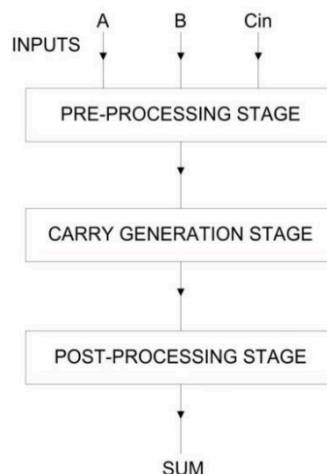 A B Cin
INPUTS
PRE-PROCESSING STAGE
CARRY GENERATION STAGE
POST-PROCESSING STAGE
SUM